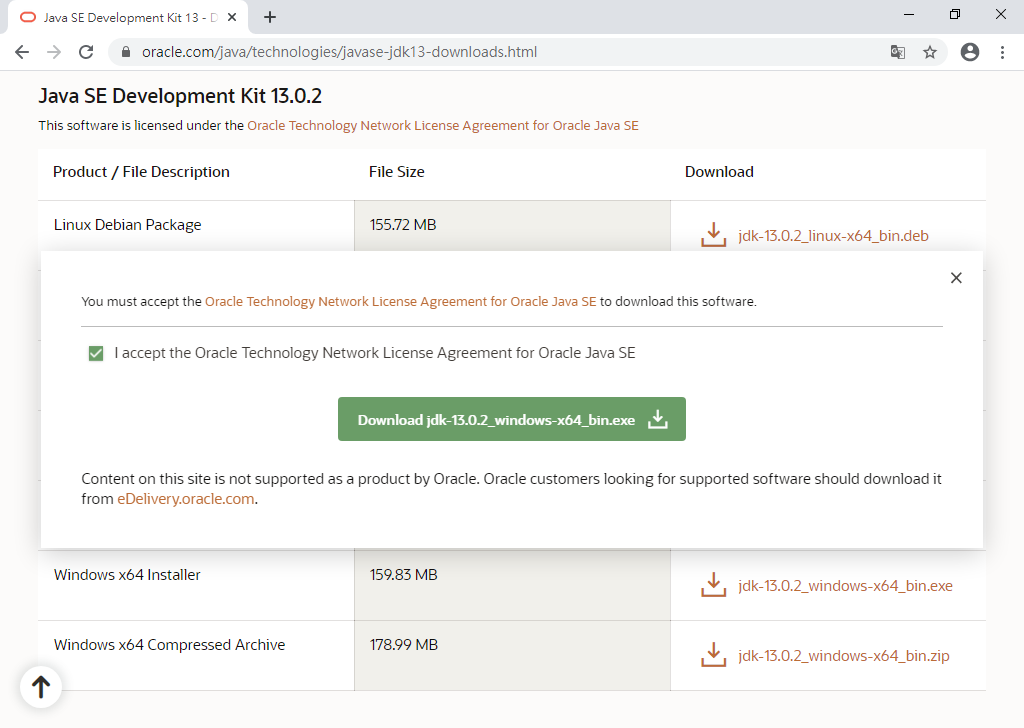 Java SE Development Kit 13 - D
oracle.com/java/technologies/javase-jdk13-downloads.html
Java SE Development Kit 13.0.2
This software is licensed under the Oracle Technology Network License Agreement for Oracle Java SE
Product / File Description File Size Download
Linux Debian Package 155.72 MB jdk-13.0.2_linux-x64_bin.deb
You must accept the Oracle Technology Network License Agreement for Oracle Java SE to download this software.
I accept the Oracle Technology Network License Agreement for Oracle Java SE
Download jdk-13.0.2_windows-x64_bin.exe
Content on this site is not supported as a product by Oracle. Oracle customers looking for supported software should download it
from eDelivery.oracle.com.
Windows x64 Installer 159.83 MB jdk-13.0.2_windows-x64_bin.exe
Windows x64 Compressed Archive 178.99 MB jdk-13.0.2_windows-x64_bin.zip